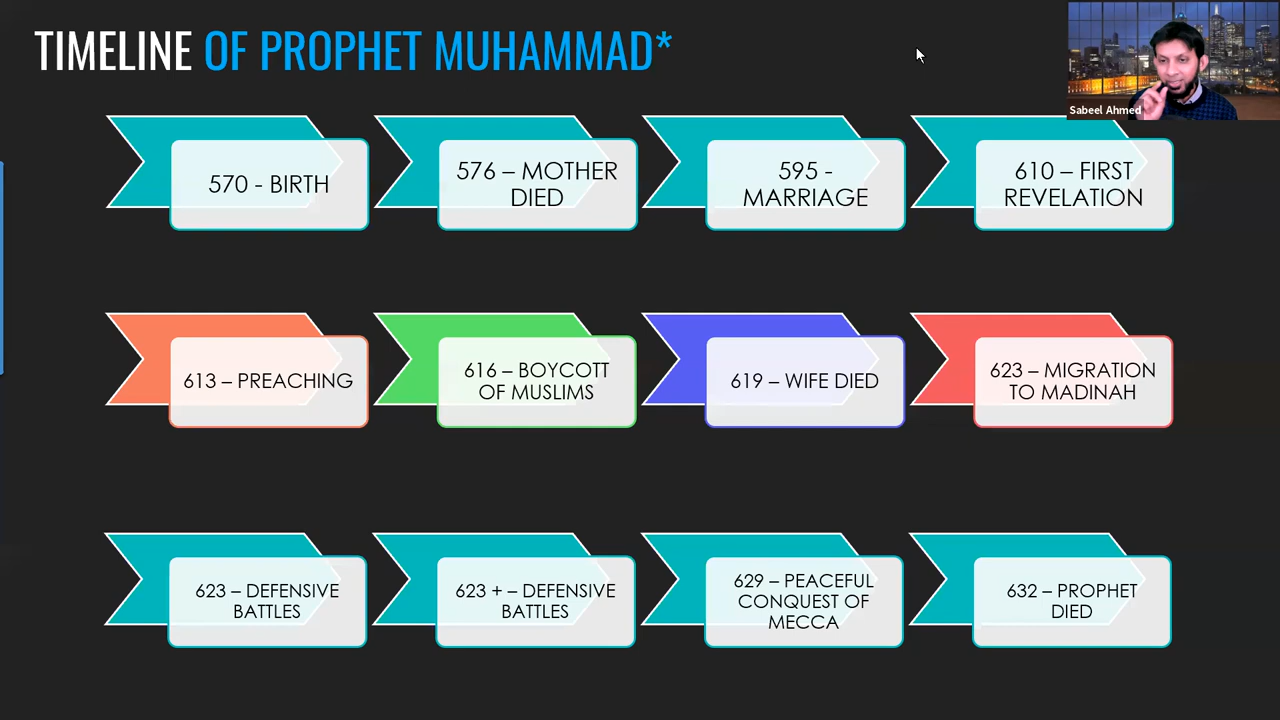 TIMELINE OF PROPHET MUHAMMAD*
Sabeel Ahmed
570 - BIRTH
576 – MOTHER
DIED
595 -
MARRIAGE
610 – FIRST
REVELATION
613 – PREACHING
616 – BOYCOTT
OF MUSLIMS
619 – WIFE DIED
623 – MIGRATION
TO MADINAH
623 – DEFENSIVE
BATTLES
623 + – DEFENSIVE
BATTLES
629 – PEACEFUL
CONQUEST OF
MECCA
632 – PROPHET
DIED